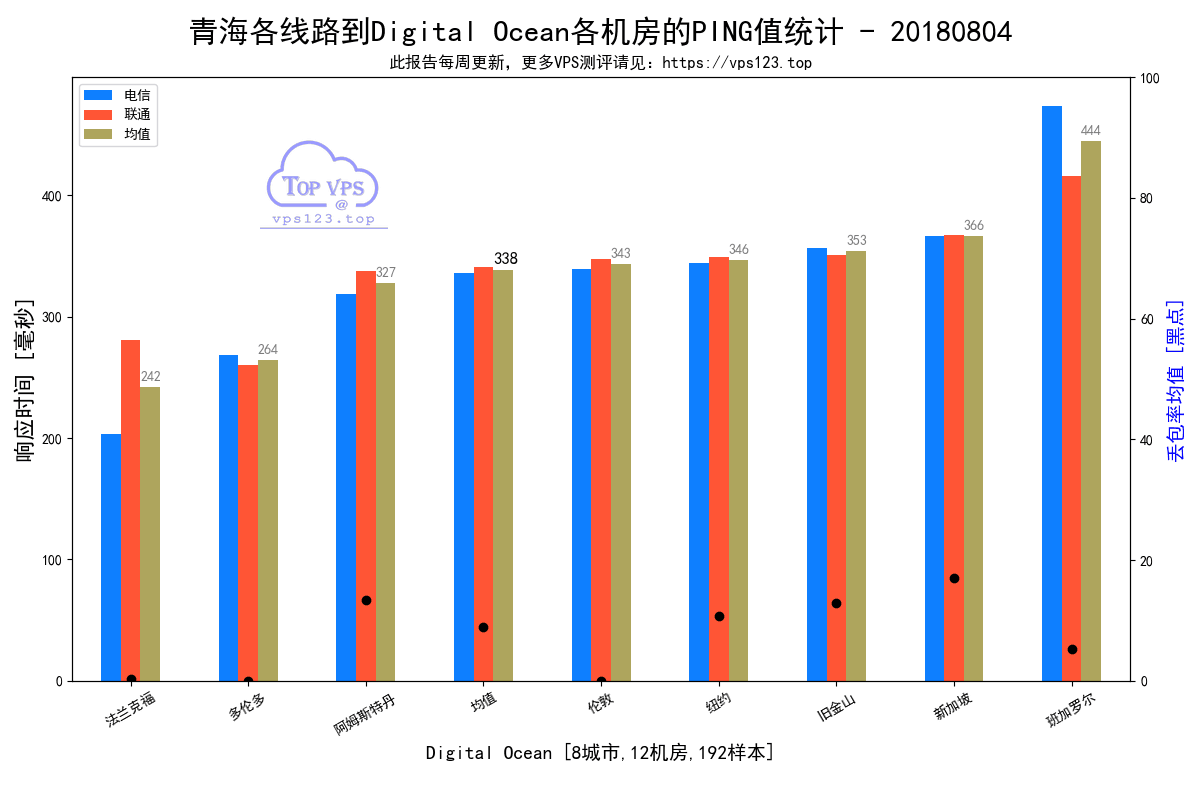 青海各线路到Digital Ocean各机房的PING值统计 - 20180804
此报告每周更新，更多VPS测评请见：https://vps123.top
电信
联通
均值
TOP VPS
@
vps123.top
响应时间 [毫秒]
400
300
200
100
0
242
264
327
338
343
346
353
366
444
100
80
60
40
20
0
丢包率均值 [黑点]
法兰克福
多伦多
阿姆斯特丹
均值
伦敦
纽约
旧金山
新加坡
班加罗尔
Digital Ocean [8城市,12机房,192样本]